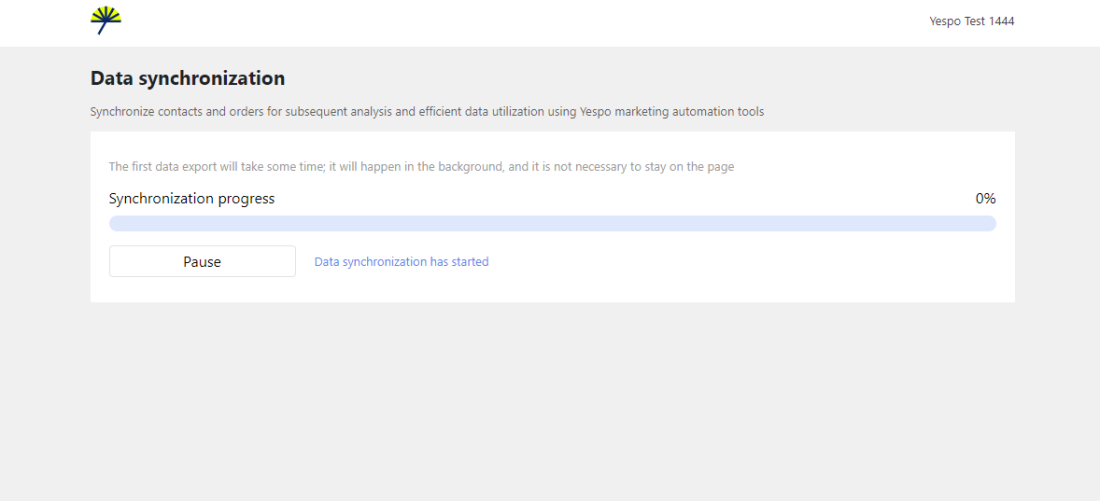 Yespo Test 1444
Data synchronization
Synchronize contacts and orders for subsequent analysis and efficient data utilization using Yespo marketing automation tools
The first data export will take some time; it will happen in the background, and it is not necessary to stay on the page
Synchronization progress 0%
Pause Data synchronization has started